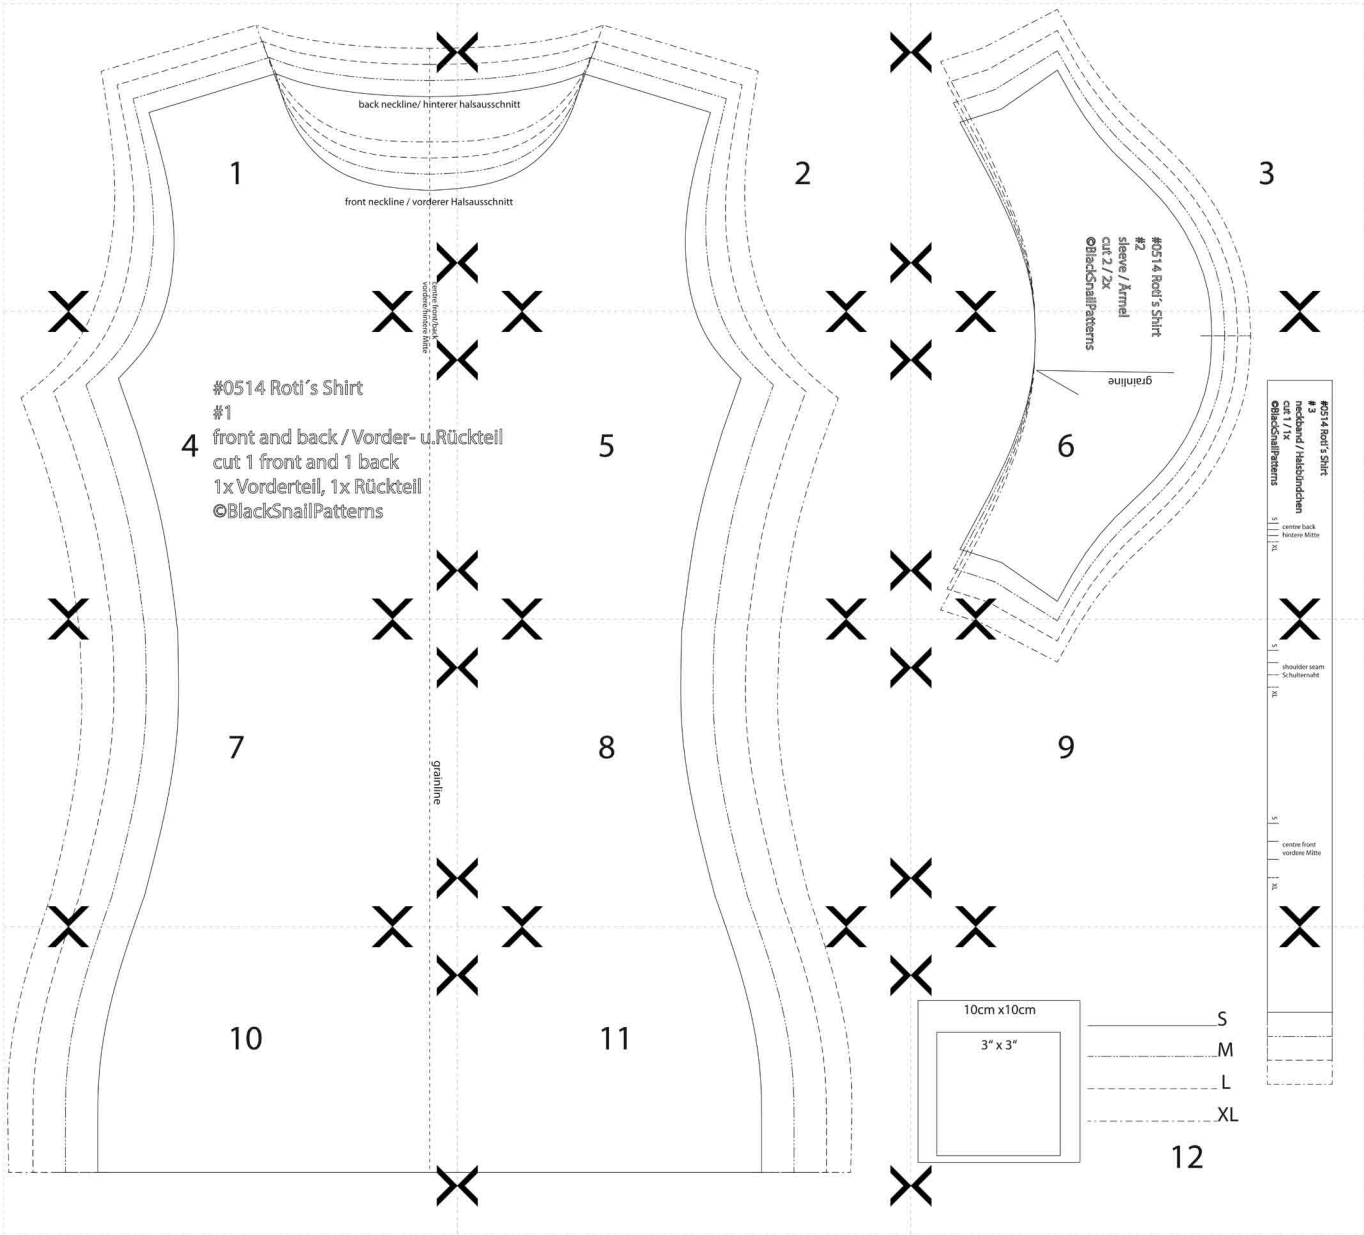 back neckline/ hinterer halsausschnitt
1
2
3
front neckline / vorderer Halsausschnitt
centre front/back
vordere/hintere Mitte
#0514 Roti´s Shirt
#2
sleeve / Ärmel
cut 2 / 2x
©BlackSnailPatterns
grainline
#0514 Roti´s Shirt
#1
front and back / Vorder- u.Rückteil
cut 1 front and 1 back
1x Vorderteil, 1x Rückteil
©BlackSnailPatterns
4
5
6
#0514 Roti´s Shirt
# 3
neckband / Halsbündchen
cut 1 / 1x
©BlackSnailPatterns
S
centre back
hintere Mitte
XL
S
shoulder seam
Schulternaht
XL
7
8
9
grainline
S
centre front
vordere Mitte
XL
10
11
10cm x10cm
3“ x 3“
S
M
L
XL
12